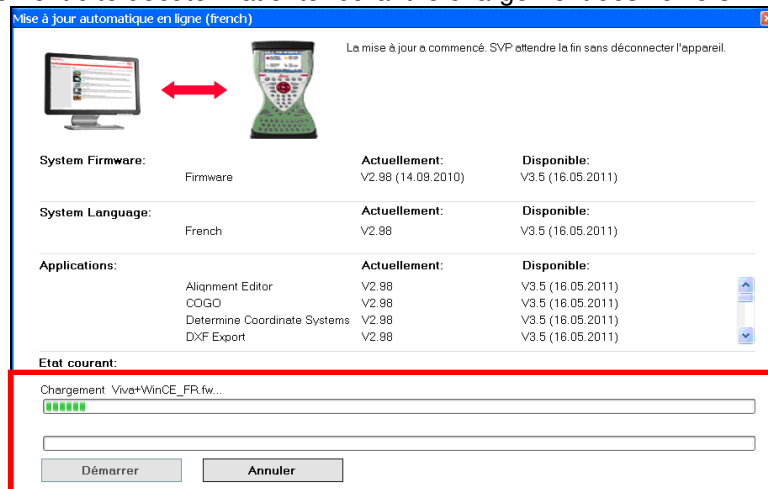 Mise à jour automatique en ligne (french)
La mise à jour a commencé. SVP attendre la fin sans déconnecter l'appareil.
System Firmware: Actuellement: Disponible:
Firmware V2.98 (14.09.2010) V3.5 (16.05.2011)
System Language: Actuellement: Disponible:
French V2.98 V3.5 (16.05.2011)
Applications: Actuellement: Disponible:
Alignment Editor V2.98 V3.5 (16.05.2011)
COGO V2.98 V3.5 (16.05.2011)
Determine Coordinate Systems V2.98 V3.5 (16.05.2011)
DXF Export V2.98 V3.5 (16.05.2011)
Etat courant:
Chargement Viva+WinCE_FR.fw...
Démarrer Annuler